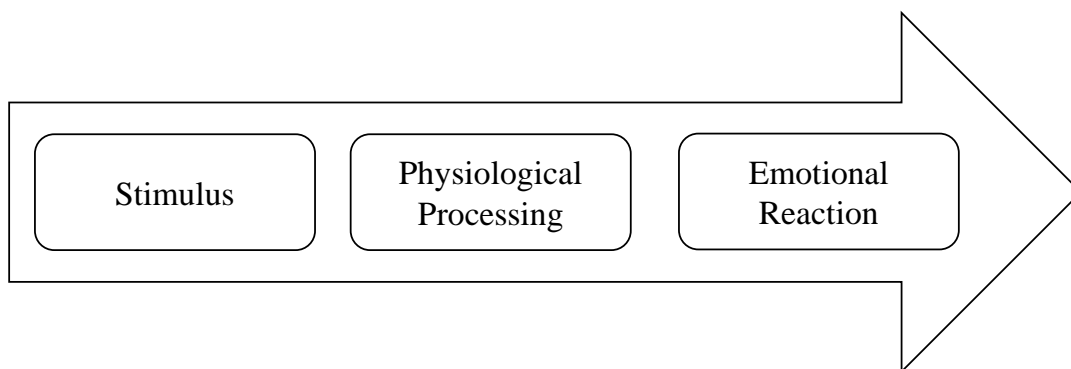 Stimulus
Physiological
Processing
Emotional
Reaction